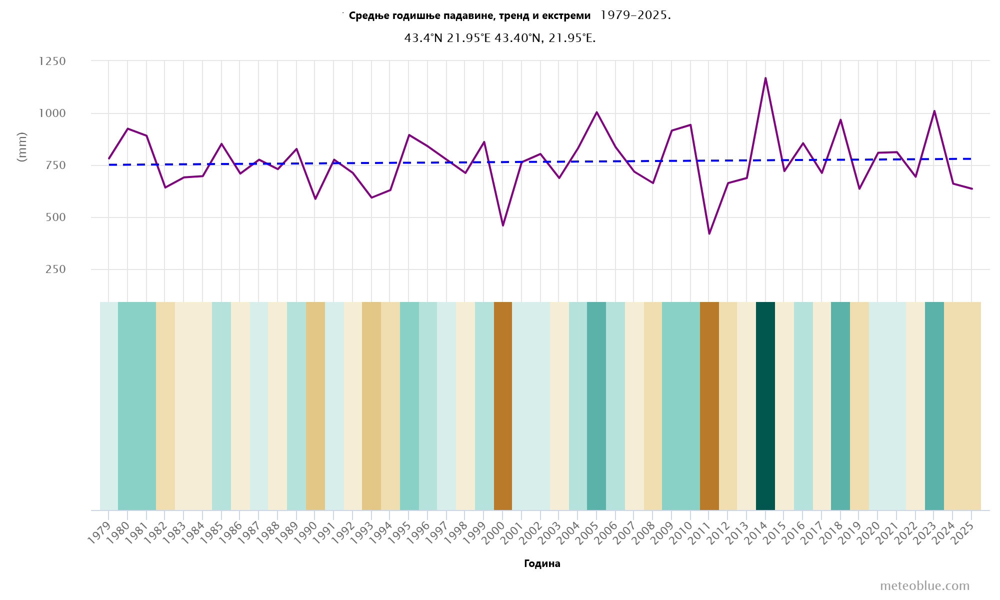 Средње годишње падавине, тренд и екстреми 1979–2025.
43.4°N 21.95°E 43.40°N, 21.95°E.
1250
1000
750
500
250
(mm)
1979 1980 1981 1982 1983 1984 1985 1986 1987 1988 1989 1990 1991 1992 1993 1994 1995 1996 1997 1998 1999 2000 2001 2002 2003 2004 2005 2006 2007 2008 2009 2010 2011 2012 2013 2014 2015 2016 2017 2018 2019 2020 2021 2022 2023 2024 2025
Година
meteoblue.com